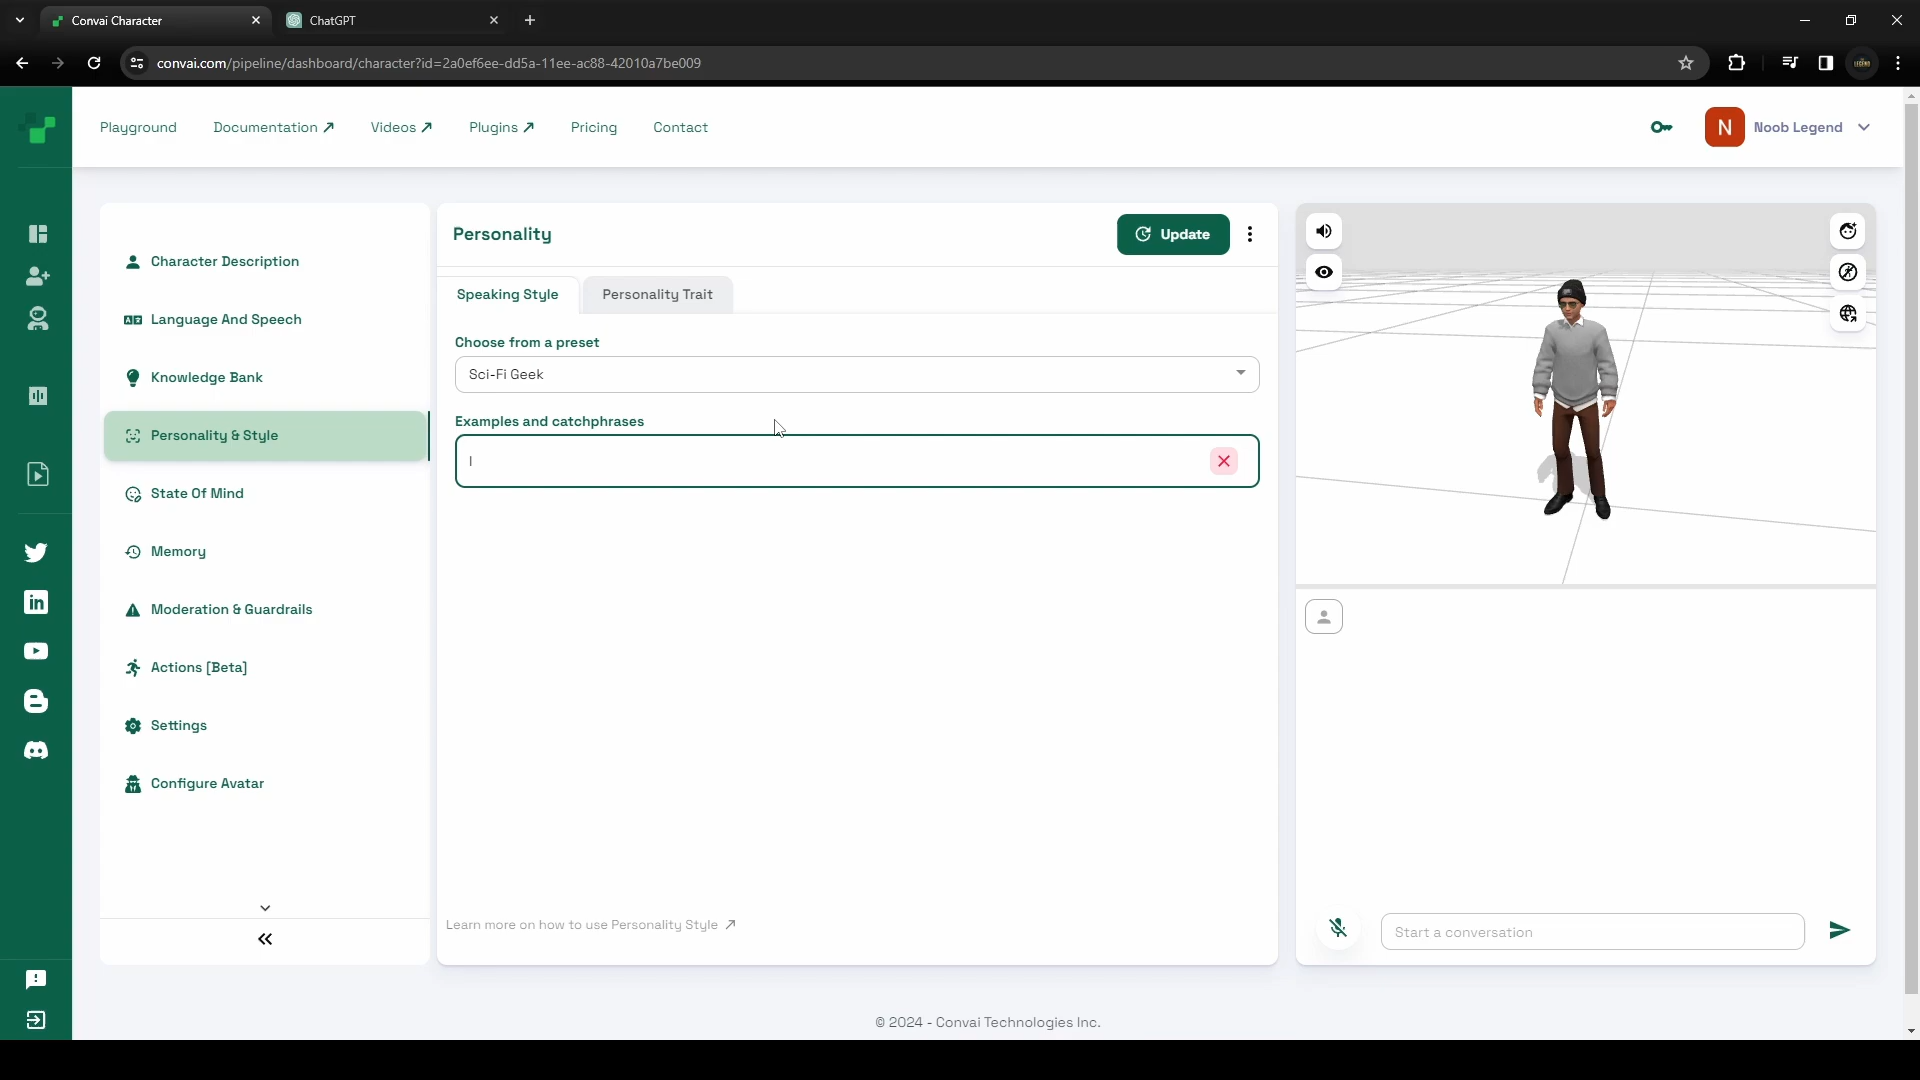 Convai Character
ChatGPT
convai.com/pipeline/dashboard/character?id=2a0ef6ee-dd5a-11ee-ac88-42010a7be009
Playground
Documentation
Videos
Plugins
Pricing
Contact
N
Noob Legend
Character Description
Language And Speech
Knowledge Bank
Personality & Style
State Of Mind
Memory
Moderation & Guardrails
Actions [Beta]
Settings
Configure Avatar
Personality
Update
Speaking Style
Personality Trait
Choose from a preset
Sci-Fi Geek
Examples and catchphrases
Learn more on how to use Personality Style
Start a conversation
© 2024 - Convai Technologies Inc.